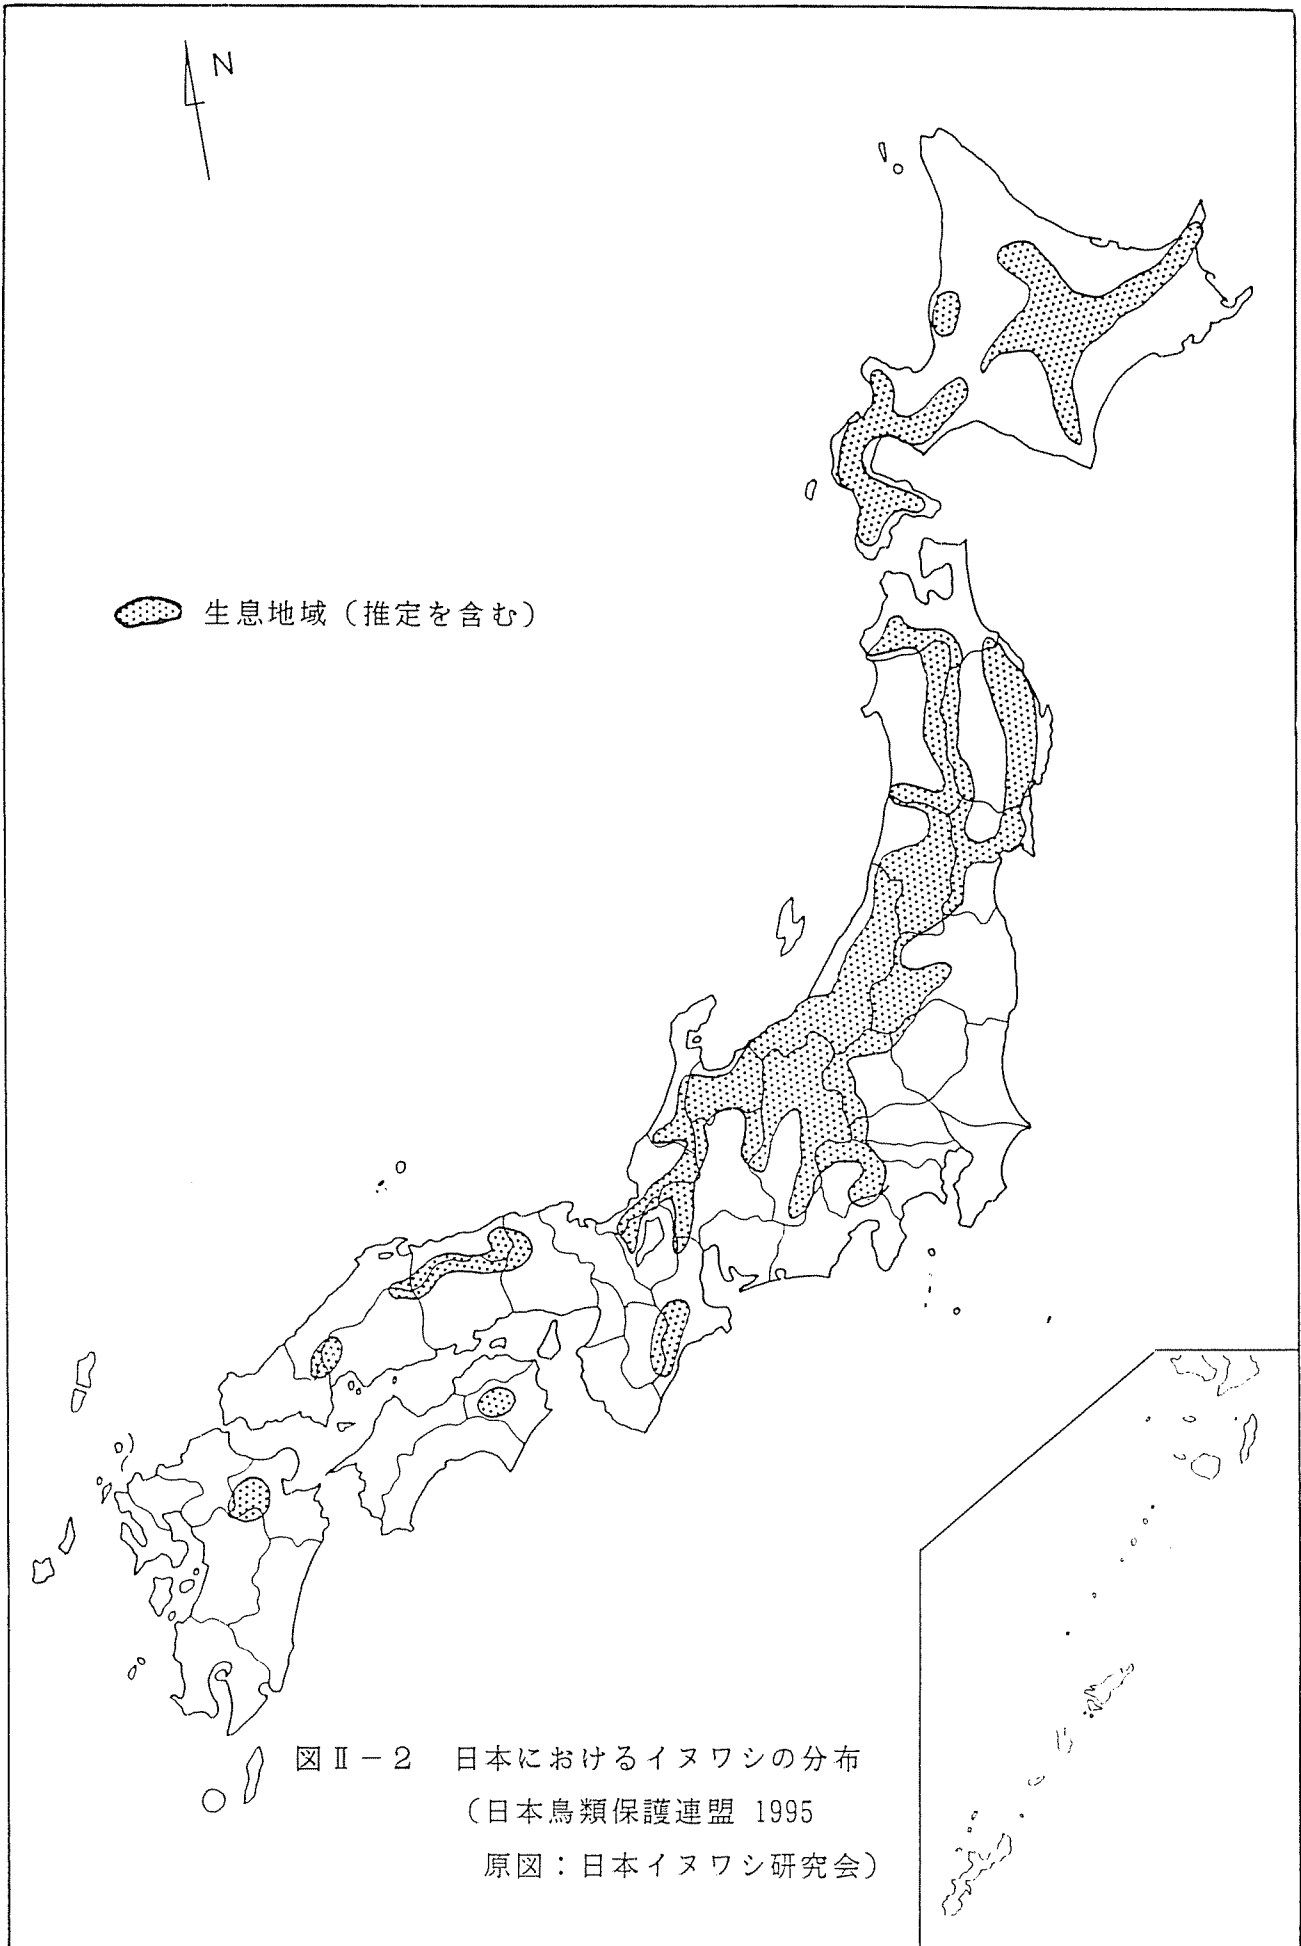 N
生息地域（推定を含む）
図Ⅱ－２　日本におけるイヌワシの分布
（日本鳥類保護連盟 1995
原図：日本イヌワシ研究会）